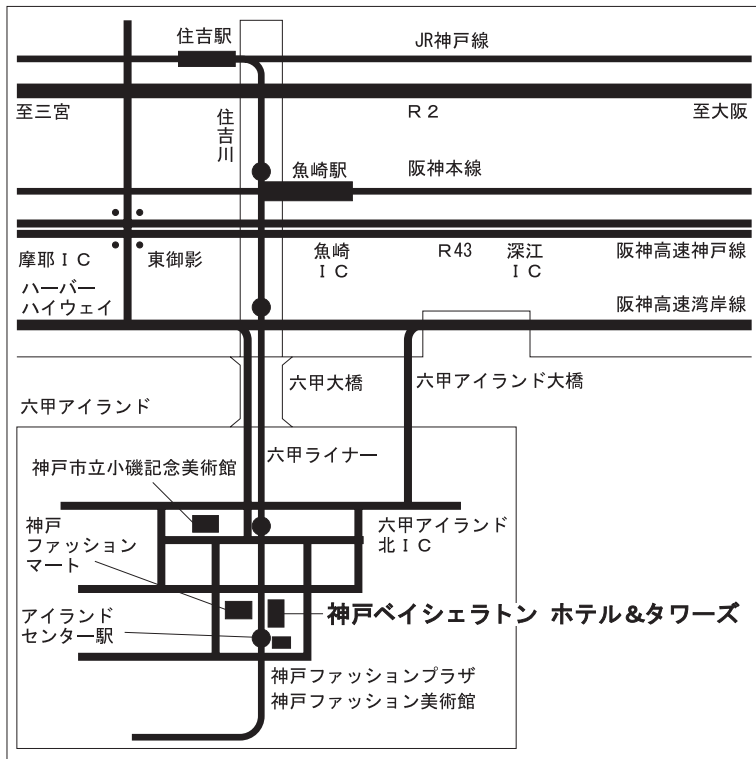 住吉駅
JR神戸線
至三宮
住吉川
R2
至大阪
魚崎駅
阪神本線
摩耶IC
東御影
魚崎
IC
R43
深江
IC
阪神高速神戸線
ハーバー
ハイウェイ
阪神高速湾岸線
六甲大橋
六甲アイランド大橋
六甲アイランド
六甲ライナー
神戸市立小磯記念美術館
神戸
ファッション
マート
六甲アイランド
北IC
アイランド
センター駅
神戸ベイシェラトン ホテル&タワーズ
神戸ファッションプラザ
神戸ファッション美術館